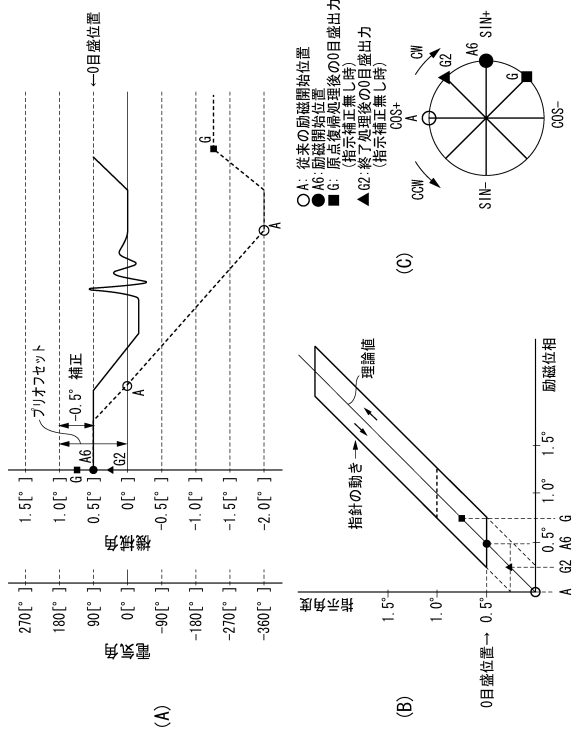 (A)
電気角
270[° ]
180[° ]
90[° ]
0[° ]
-90[° ]
-180[° ]
-270[° ]
-360[° ]
機械角
1.5[° ]
1.0[° ]
0.5[° ]
0[° ]
-0.5[° ]
-1.0[° ]
-1.5[° ]
-2.0[° ]
プリオフセット
-0.5° 補正
G
A6
G2
A
A
G
←0目盛位置
(B)
指示角度
1.5°
1.0°
0.5°
0目盛位置→
指針の動き
理論値
0.5°
1.0°
1.5°
励磁位相
A
G2
A6
G
(C)
○ A: 従来の励磁開始位置
● A6: 励磁開始位置
■ G: 原点復帰処理後の0目盛出力
(指示補正無し時)
▲ G2: 終了処理後の0目盛出力
(指示補正無し時)
CCW
COS+
CW
A
G2
A6
SIN+
G
SIN-
COS-